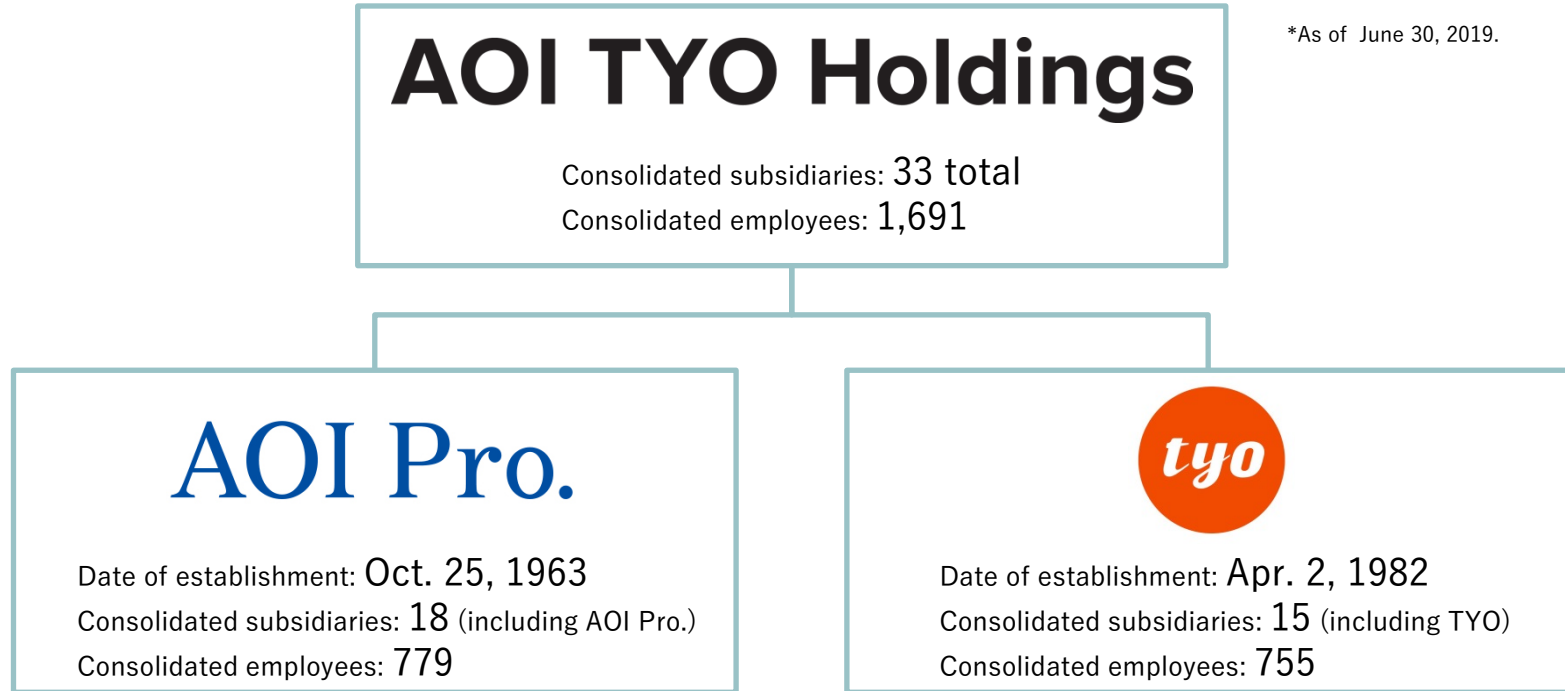 AOI TYO Holdings
*As of June 30, 2019.
Consolidated subsidiaries: 33 total
Consolidated employees: 1,691
AOI Pro.
Date of establishment: Oct. 25, 1963
Consolidated subsidiaries: 18 (including AOI Pro.)
Consolidated employees: 779
tyo
Date of establishment: Apr. 2, 1982
Consolidated subsidiaries: 15 (including TYO)
Consolidated employees: 755